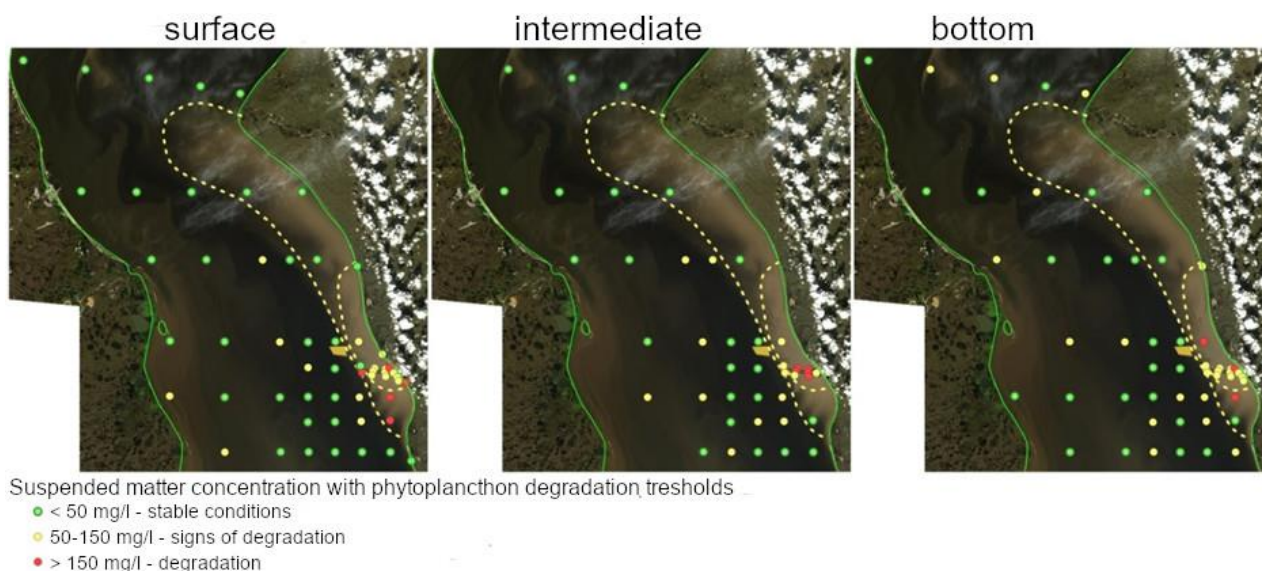 surface
intermediate
bottom
Suspended matter concentration with phytoplancthon degradation tresholds
< 50 mg/l - stable conditions
50-150 mg/l - signs of degradation
> 150 mg/l - degradation